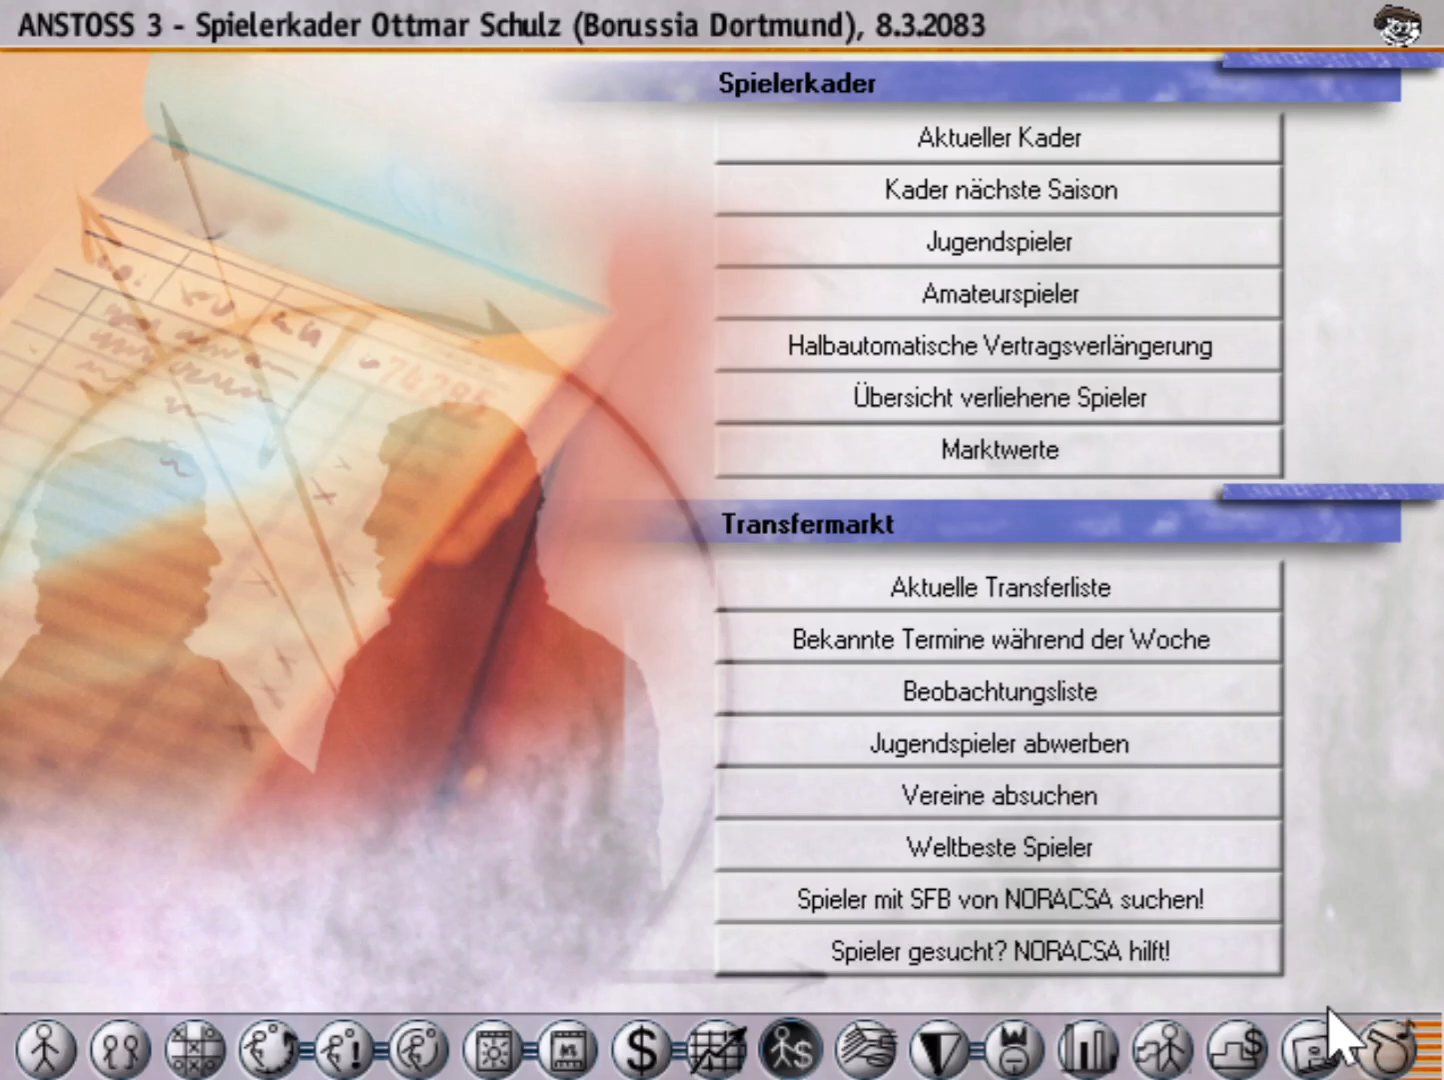 ANSTOSS 3 - Spielerkader Ottmar Schulz (Borussia Dortmund), 8.3.2083
Spielerkader
Aktueller Kader
Kader nächste Saison
Jugendspieler
Amateurspieler
Halbautomatische Vertragsverlängerung
Übersicht verliehene Spieler
Marktwerte
Transfermarkt
Aktuelle Transferliste
Bekannte Termine während der Woche
Beobachtungsliste
Jugendspieler abwerben
Vereine absuchen
Weltbeste Spieler
Spieler mit SFB von NORACSA suchen!
Spieler gesucht? NORACSA hilft!